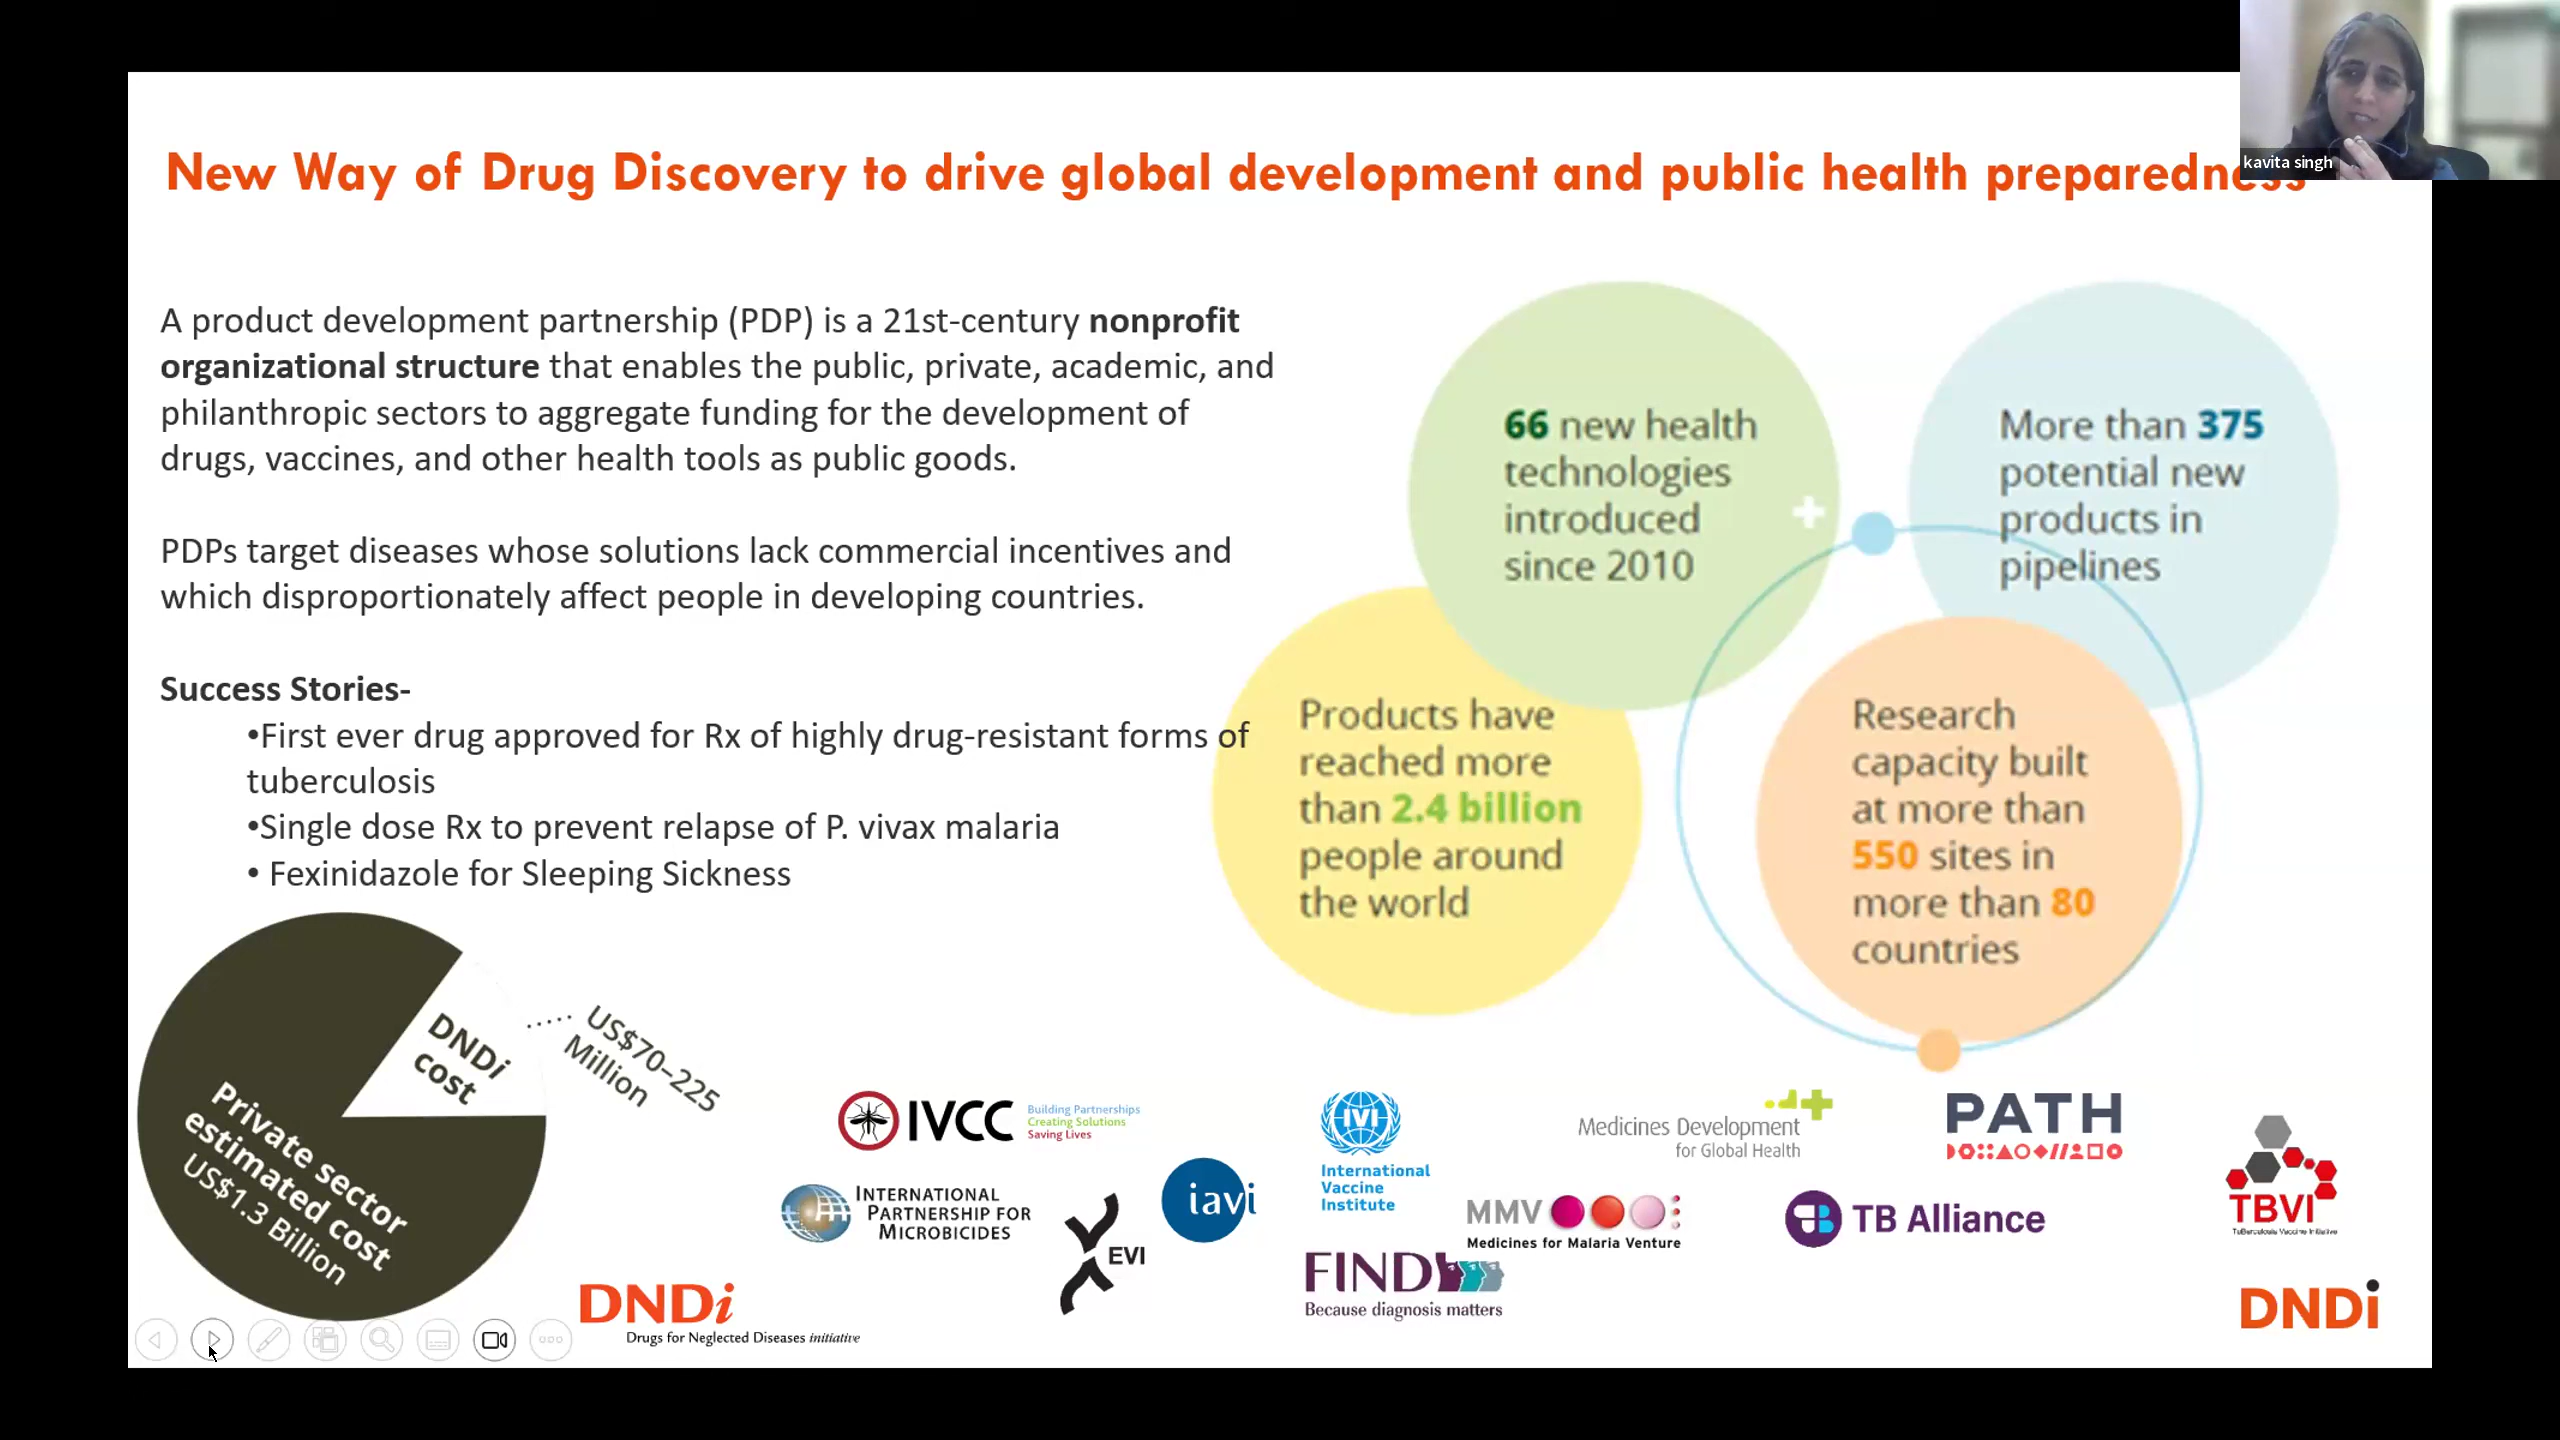 kavita singh
New Way of Drug Discovery to drive global development and public health preparedness
A product development partnership (PDP) is a 21st-century nonprofit
organizational structure that enables the public, private, academic, and
philanthropic sectors to aggregate funding for the development of
drugs, vaccines, and other health tools as public goods.
PDPs target diseases whose solutions lack commercial incentives and
which disproportionately affect people in developing countries.
Success Stories-
•First ever drug approved for Rx of highly drug-resistant forms of
tuberculosis
•Single dose Rx to prevent relapse of P. vivax malaria
• Fexinidazole for Sleeping Sickness
66 new health
technologies
introduced
since 2010
+
More than 375
potential new
products in
pipelines
Products have
reached more
than 2.4 billion
people around
the world
Research
capacity built
at more than
550 sites in
more than 80
countries
DNDi
cost
US$70–225
Million
Private sector
estimated cost
US$1.3 Billion
IVCC
Building Partnerships
Creating Solutions
Saving Lives
INTERNATIONAL
PARTNERSHIP FOR
MICROBICIDES
EVI
iavi
IVI
International
Vaccine
Institute
Medicines Development
for Global Health
PATH
MMV
Medicines for Malaria Venture
FIND
Because diagnosis matters
TB Alliance
TBVI
TuBerculosis Vaccine Initiative
DNDi
Drugs for Neglected Diseases initiative
DNDi